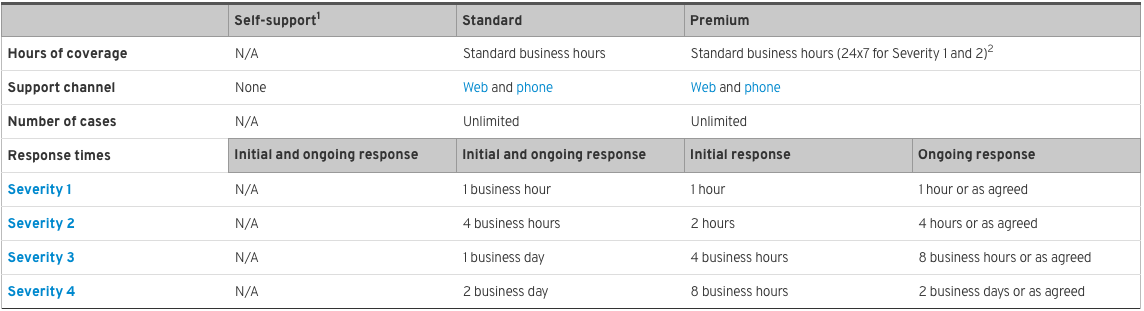 Self-support1 Standard Premium
Hours of coverage N/A Standard business hours Standard business hours (24x7 for Severity 1 and 2)2
Support channel None Web and phone Web and phone
Number of cases N/A Unlimited Unlimited
Response times Initial and ongoing response Initial and ongoing response Initial response Ongoing response
Severity 1 N/A 1 business hour 1 hour 1 hour or as agreed
Severity 2 N/A 4 business hours 2 hours 4 hours or as agreed
Severity 3 N/A 1 business day 4 business hours 8 business hours or as agreed
Severity 4 N/A 2 business day 8 business hours 2 business days or as agreed